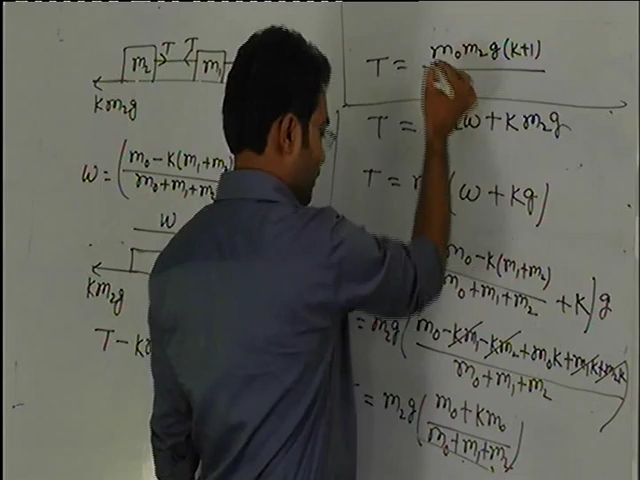 m₂ T T m₁
km₂g
w = (m₀ - k(m₁+m₂) / m₀+m₁+m₂
w
km₂g
T - k
T = m₀m₂g(k+1)
T = w + km₂g
T = (w + kg)
m₀ - k(m₁+m₂) / m₀+m₁+m₂ + k) g
= m₂g (m₀ - km₁ - km₂ + m₀k + m₁k + m₂k / m₀+m₁+m₂)
= m₂g (m₀ + km₀ / m₀+m₁+m₂)